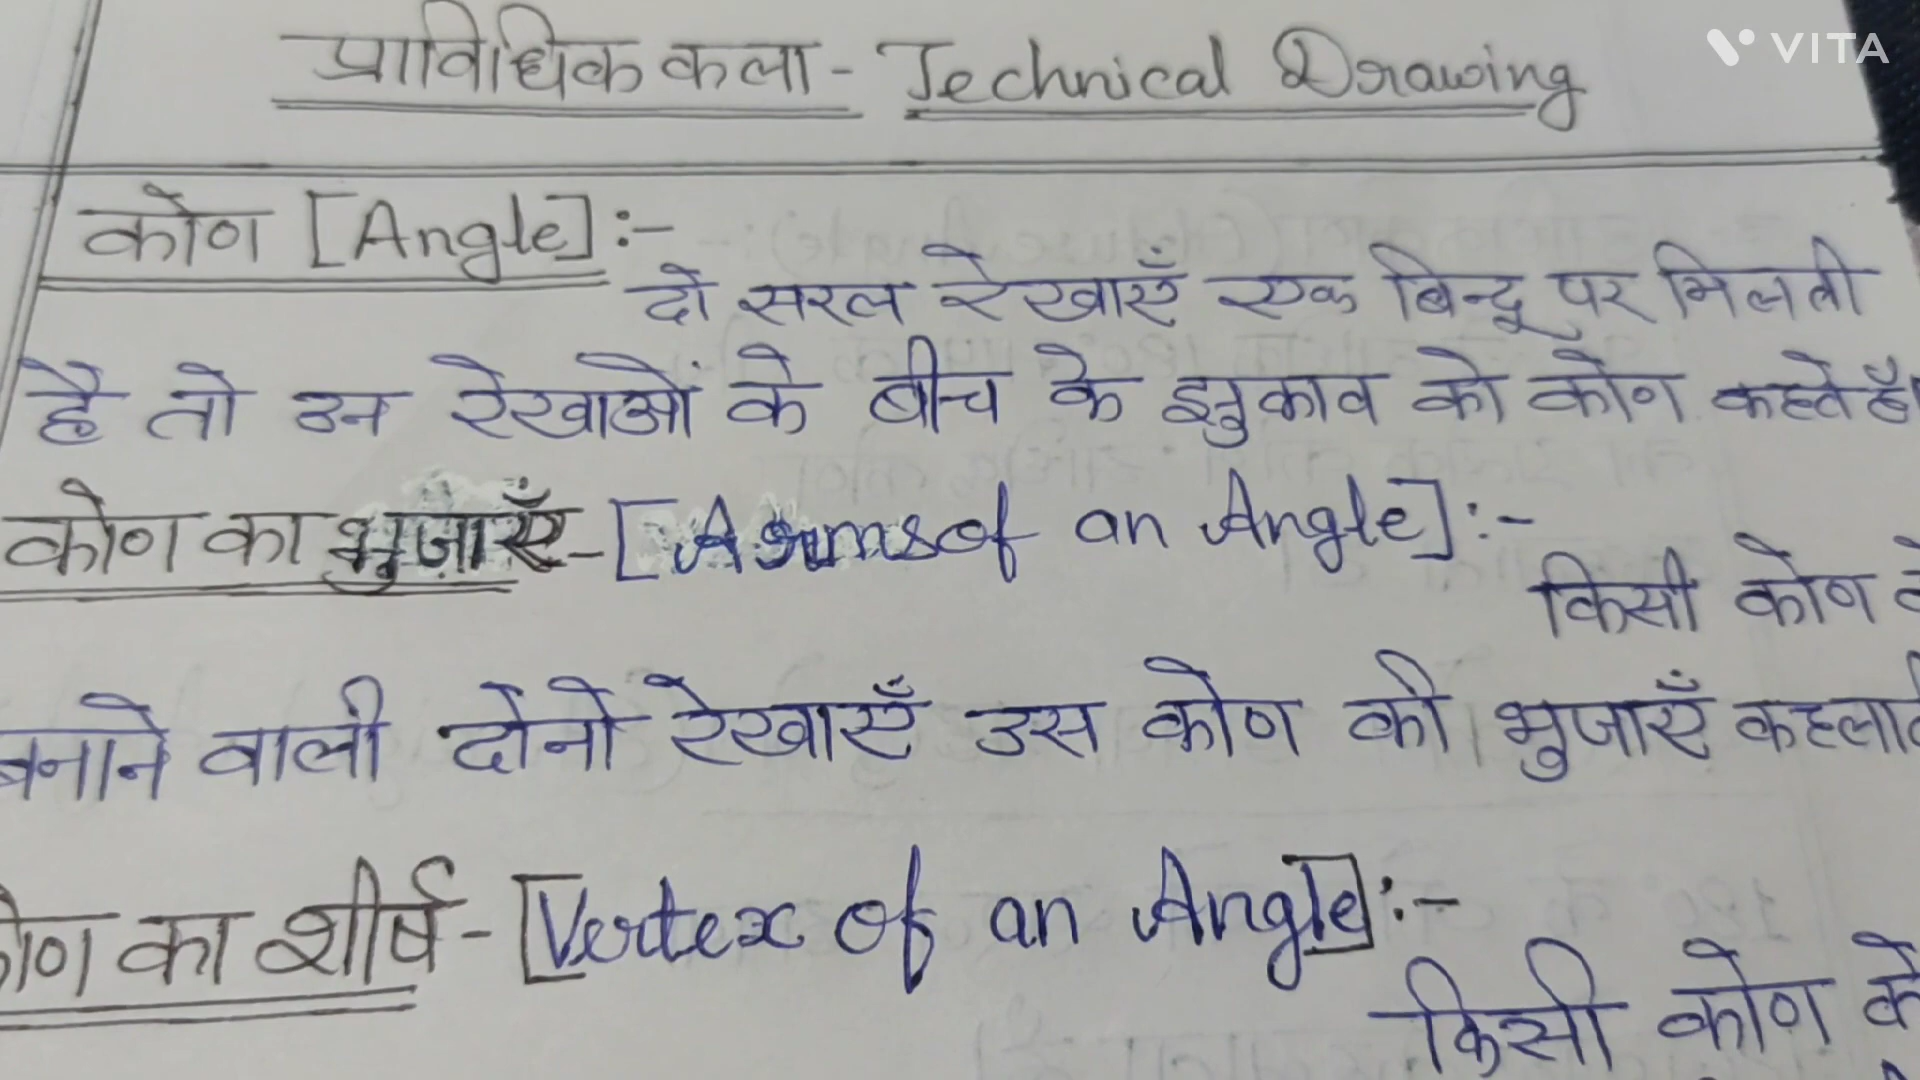 प्राविधिक कला - Technical Drawing
VITA
कोण [Angle] :-
दो सरल रेखाएँ एक बिन्दू पर मिलती
है तो उन रेखाओं के बीच के झुकाव को कोण कहते हैं।
कोण का भुजाएँ - [Arms of an Angle] :-
किसी कोण
बनाने वाली दोनो रेखाएँ उस कोण की भुजाएँ
कोण का शीर्ष - [Vertex of an Angle] :-
किसी कोण के